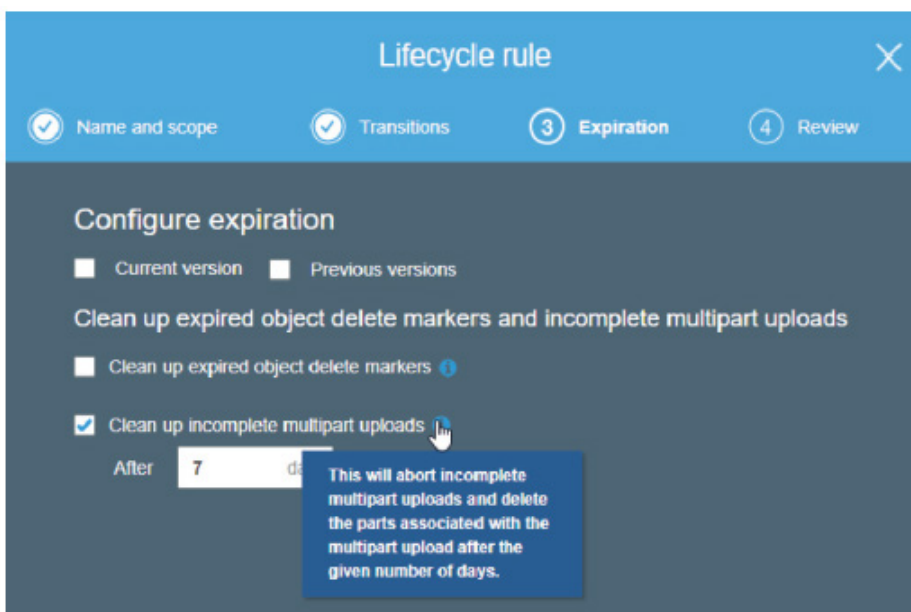 Lifecycle rule
Name and scope Transitions 3 Expiration 4 Review
Configure expiration
Current version Previous versions
Clean up expired object delete markers and incomplete multipart uploads
Clean up expired object delete markers
Clean up incomplete multipart uploads
After 7
This will abort incomplete
multipart uploads and delete
the parts associated with the
multipart upload after the
given number of days.